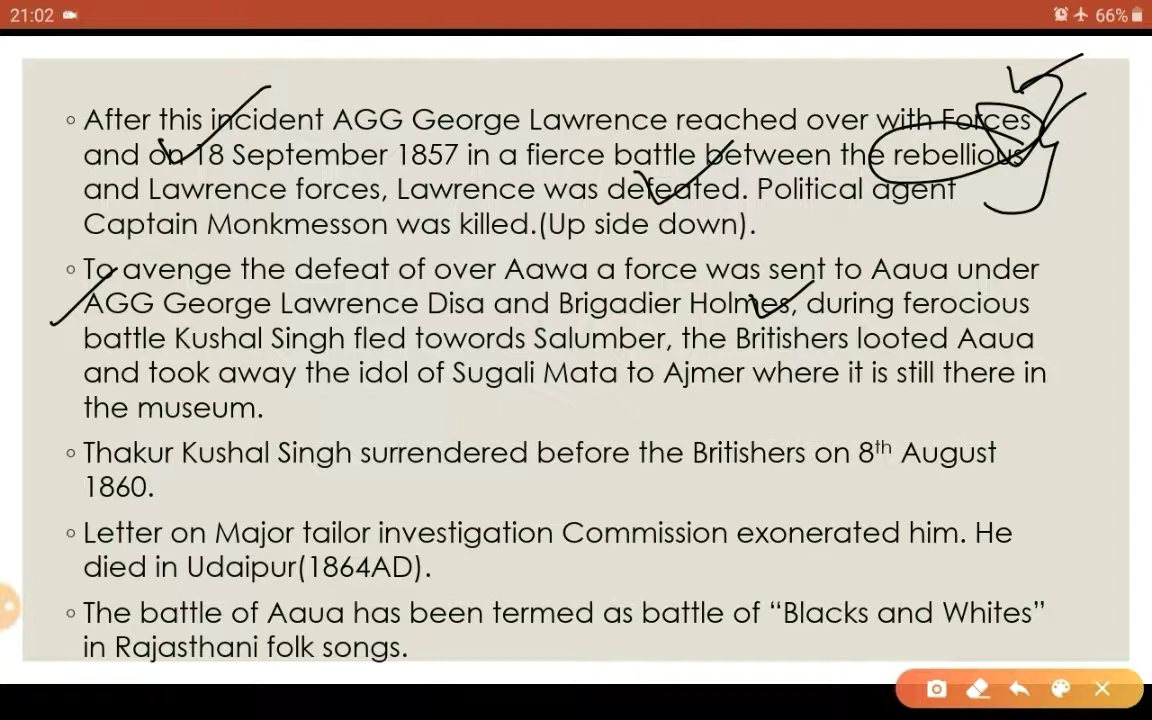 21:02
66%
◦ After this incident AGG George Lawrence reached over with Forces
and on 18 September 1857 in a fierce battle between the rebellious
and Lawrence forces, Lawrence was defeated. Political agent
Captain Monkmesson was killed.(Up side down).
◦ To avenge the defeat of over Aawa a force was sent to Aaua under
AGG George Lawrence Disa and Brigadier Holmes, during ferocious
battle Kushal Singh fled towords Salumber, the Britishers looted Aaua
and took away the idol of Sugali Mata to Ajmer where it is still there in
the museum.
◦ Thakur Kushal Singh surrendered before the Britishers on 8th August
1860.
◦ Letter on Major tailor investigation Commission exonerated him. He
died in Udaipur(1864AD).
◦ The battle of Aaua has been termed as battle of “Blacks and Whites”
in Rajasthani folk songs.